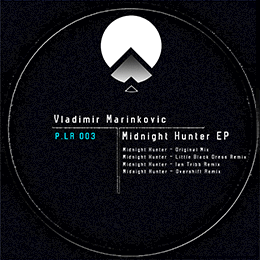 Vladimir Marinkovic
P.LA 003
Midnight Hunter EP
Midnight Hunter - Original Mix
Midnight Hunter - Little Black Dress Remix
Midnight Hunter - Ian Tribb Remix
Midnight Hunter - Overshift Remix